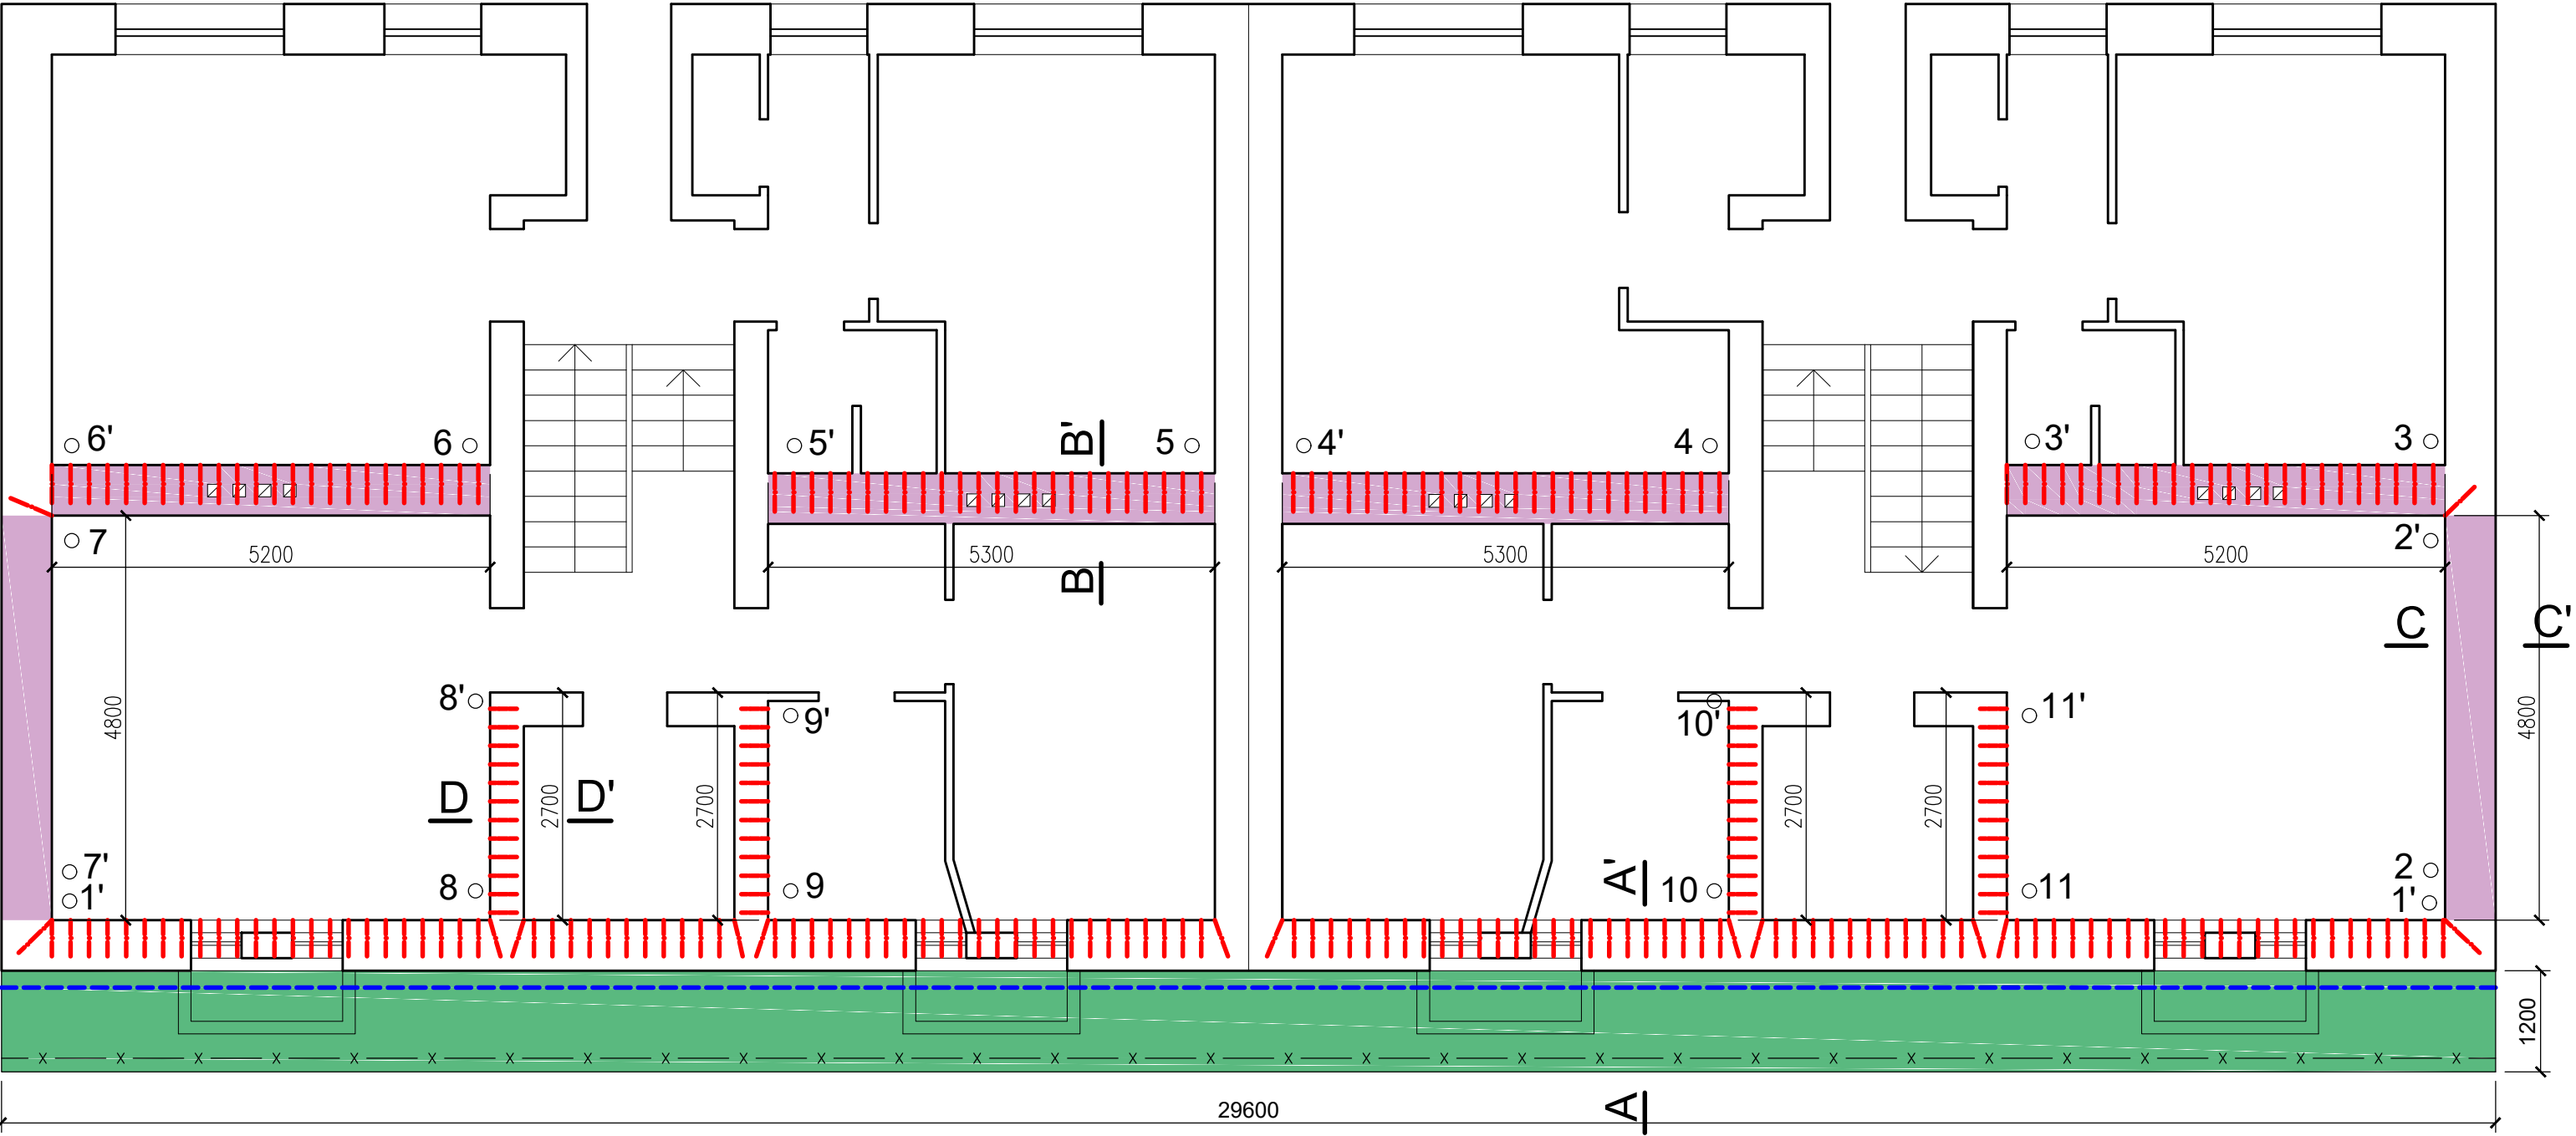 6' 6 5' B' 5 4' 4 3' 3
7 5200 5300 B 5300 5200 2'
C C'
8' 9' 10' 11'
4800 D 2700 D' 2700 2700 2700 4800
7' 8 9 A' 10 11 2
1' 1'
x x x x x x x x x x x x x x x x x x x x x x x x x x x x x x x x
1200
29600 A